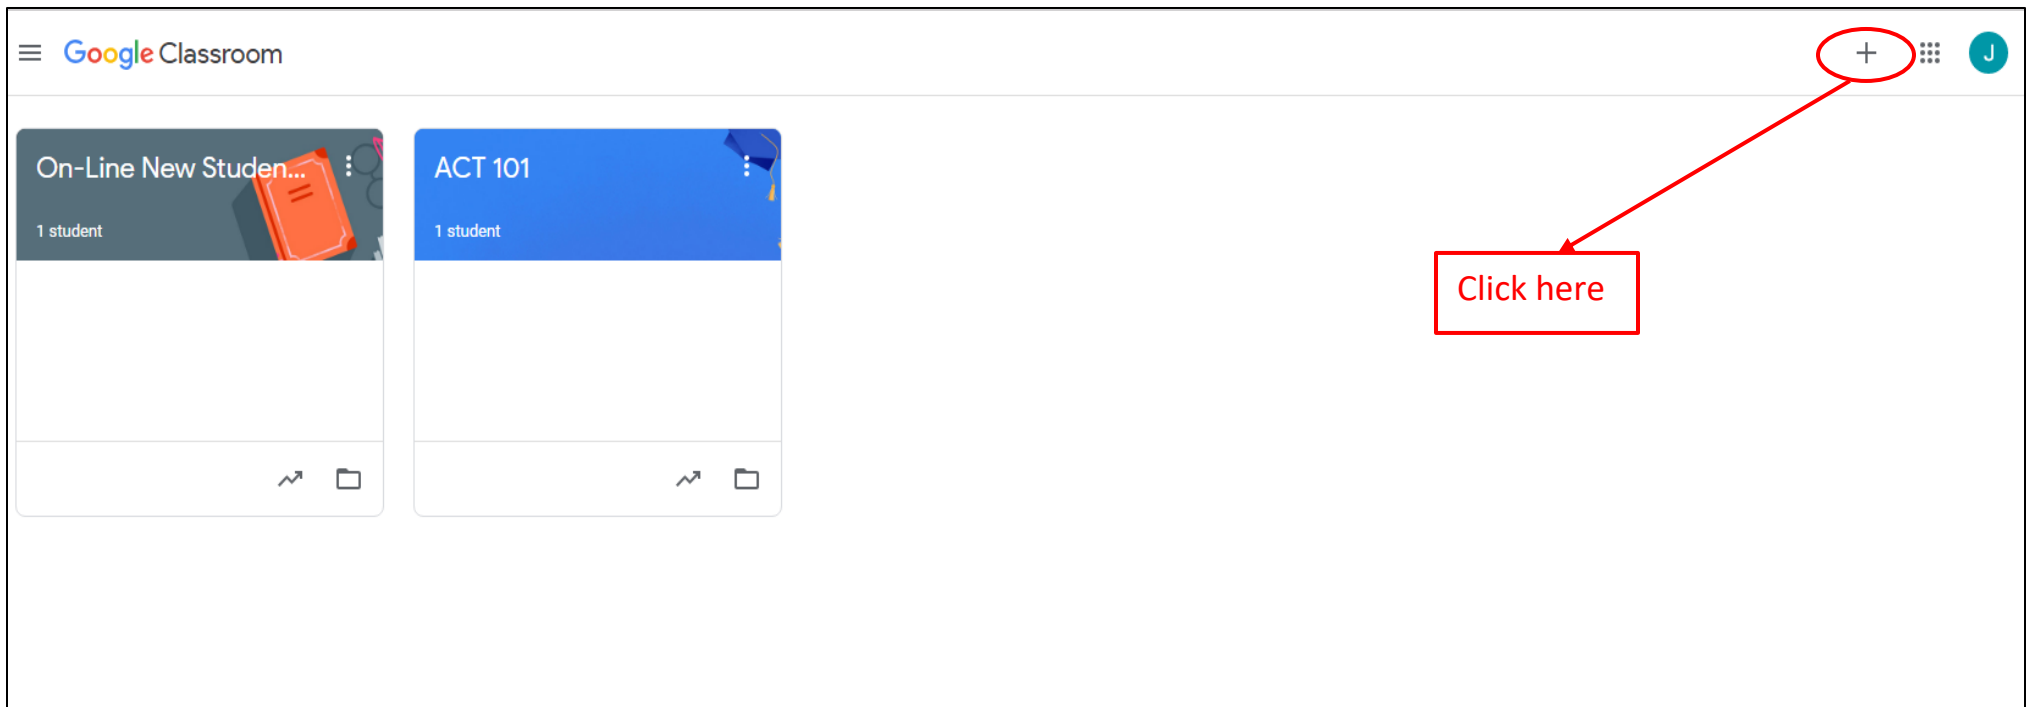 Google Classroom
J
On-Line New Studen...
1 student
ACT 101
1 student
Click here